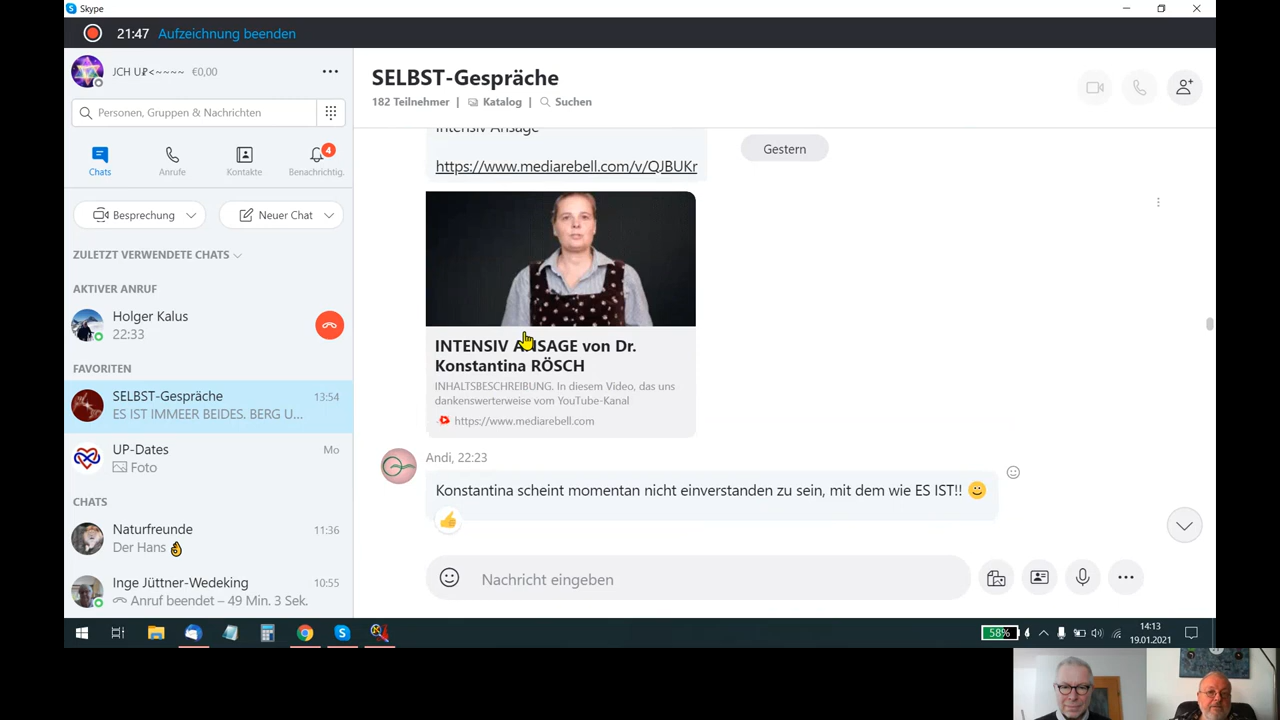 Skype
21:47 Aufzeichnung beenden
€0,00
Personen, Gruppen & Nachrichten
Chats
Anrufe
Kontakte
4
Benachrichtig.
Besprechung
Neuer Chat
ZULETZT VERWENDETE CHATS
AKTIVER ANRUF
Holger Kalus
22:33
FAVORITEN
SELBST-Gespräche 13:54
ES IST IMMEER BEIDES. BERG U...
UP-Dates Mo
Foto
CHATS
Naturfreunde 11:36
Der Hans
Inge Jüttner-Wedeking 10:55
Anruf beendet – 49 Min. 3 Sek.
SELBST-Gespräche
182 Teilnehmer | Katalog | Suchen
Intensiv Ansage
Gestern
https://www.mediarebell.com/v/QJBUKr
INTENSIV ANSAGE von Dr.
Konstantina RÖSCH
INHALTSBESCHREIBUNG. In diesem Video, das uns
dankenswerterweise vom YouTube-Kanal
https://www.mediarebell.com
Andi, 22:23
Konstantina scheint momentan nicht einverstanden zu sein, mit dem wie ES IST!!
Nachricht eingeben
58%
14:13
19.01.2021